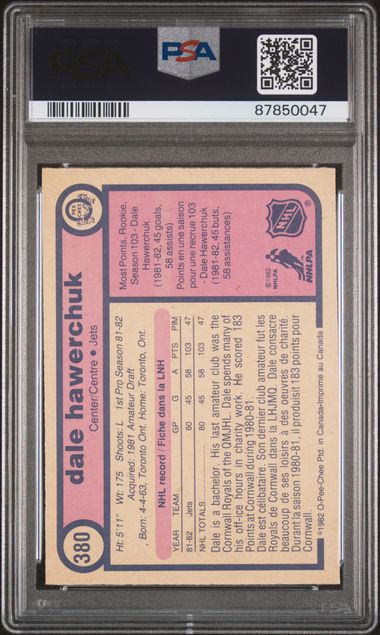 PSA
PSA
87850047
O-PEE-CHEE
380
dale hawerchuk
Center/Centre • Jets
Ht: 5'11" Wt: 175 Shoots: L 1st Pro Season 81-82
Acquired: 1981 Amateur Draft
Born: 4-4-63, Toronto Ont. Home: Toronto, Ont.
NHL record / Fiche dans la LNH
YEAR TEAM GP G A PTS PIM
81-82 Jets 80 45 58 103 47
NHL TOTALS 80 45 58 103 47
Dale is a bachelor. His last amateur club was the
Cornwall Royals of the QMJHL. Dale spends many of
his off-ice hours in charity work. He scored 183
Points at Cornwall during 1980-81.
Dale est célibataire. Son dernier club amateur fut les
Royals de Cornwall dans la LHJMQ. Dale consacre
beaucoup de ses loisirs à des oeuvres de charité.
Durant la saison 1980-81, il produisit 183 points pour
Cornwall.
©1982 O-Pee-Chee Ptd. in Canada-Imprimé au Canada
Most Points, Rookie,
Season 103 - Dale
Hawerchuk
(1981-82, 45 goals,
58 assists)
Points en une saison
pour une recrue 103
- Dale Hawerchuk
(1981-82, 45 buts,
58 assistances)
©1982
NHLPA
NHLPA
NHL
®